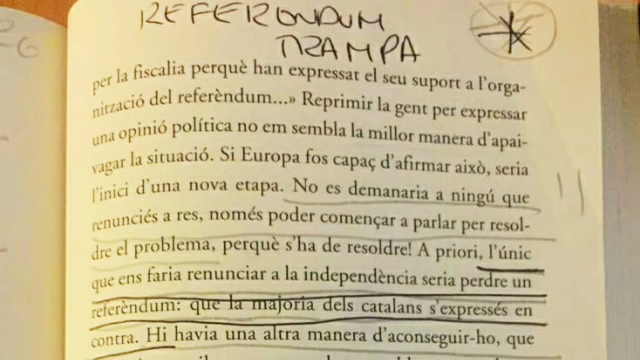 REFERENDUM
TRAMPA
per la fiscalia perquè han expressat el seu suport a l'orga-
nització del referèndum...» Reprimir la gent per expressar
una opinió política no em sembla la millor manera d'apai-
vagar la situació. Si Europa fos capaç d'afirmar això, seria
l'inici d'una nova etapa. No es demanaria a ningú que
renunciés a res, només poder començar a parlar per resol-
dre el problema, perquè s'ha de resoldre! A priori, l'únic
que ens faria renunciar a la independència seria perdre un
referèndum: que la majoria dels catalans s'expressés en
contra. Hi havia una altra manera d'aconseguir-ho, que